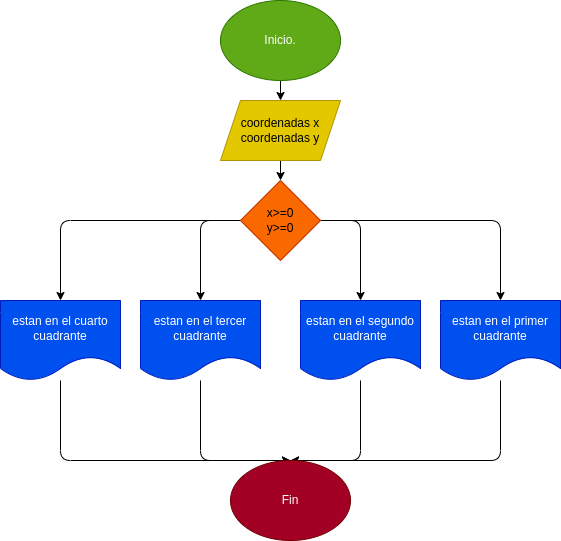 Inicio.
coordenadas x
coordenadas y
x>=0
y>=0
estan en el cuarto
cuadrante
estan en el tercer
cuadrante
estan en el segundo
cuadrante
estan en el primer
cuadrante
Fin